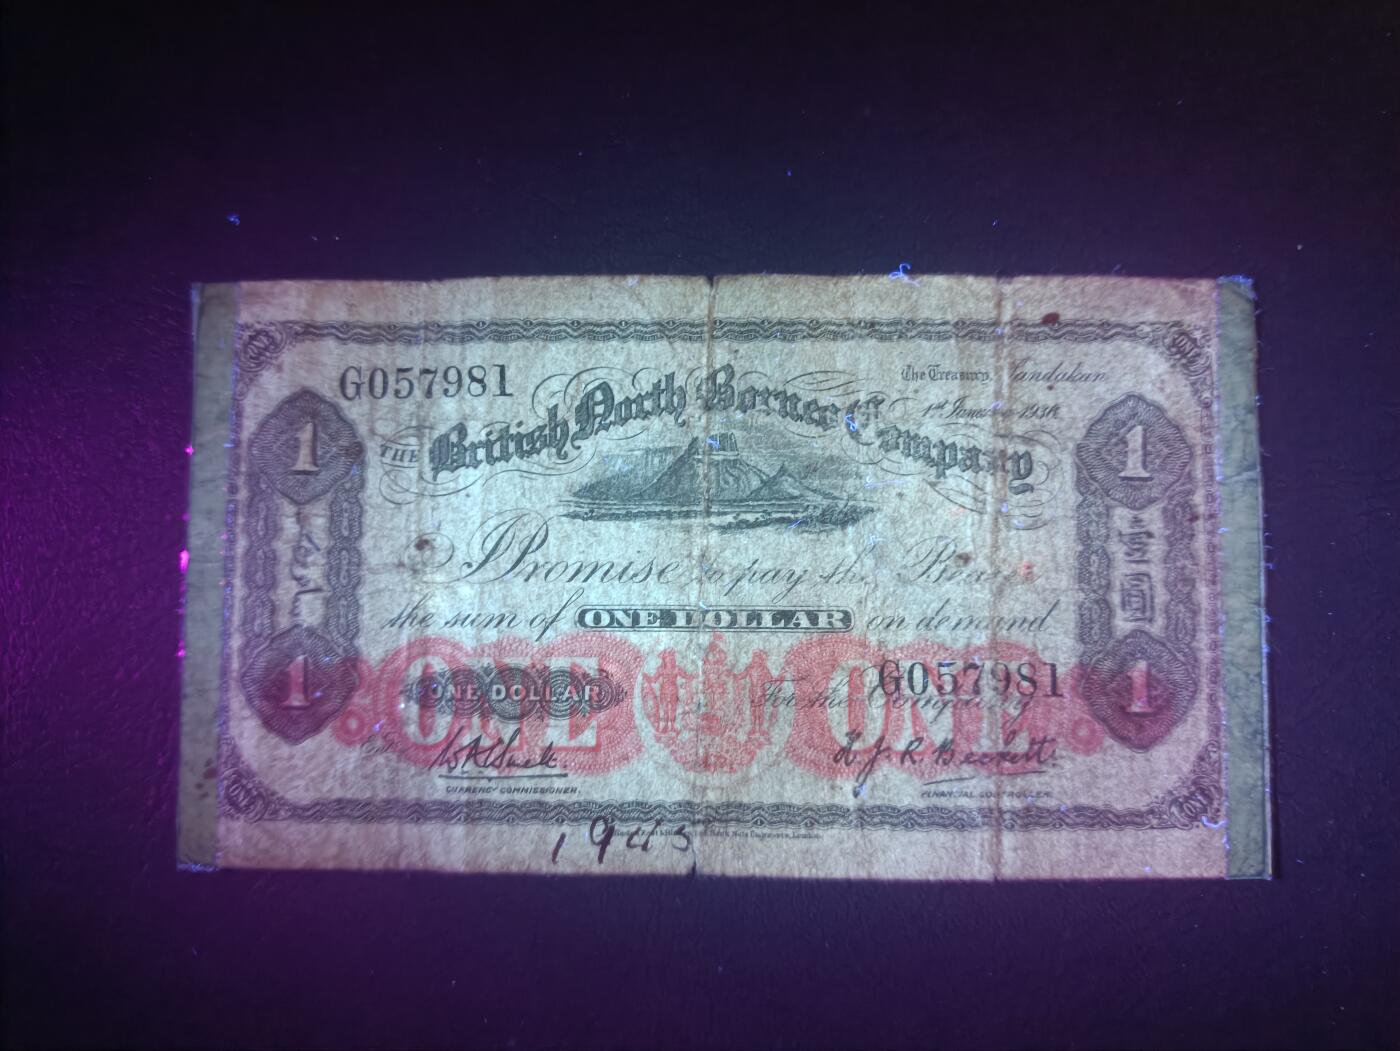 G057981
The Treasury, Sandakan
1st January 1936
THE British North Borneo Company
1
1
I Promise to pay the Bearer
the sum of ONE DOLLAR on demand
圓壹
ONE
ONE
1
ONE DOLLAR
For the Company
G057981
1
H J R Beckett
CURRENCY COMMISSIONER.
FINANCIAL CONTROLLER.
1945